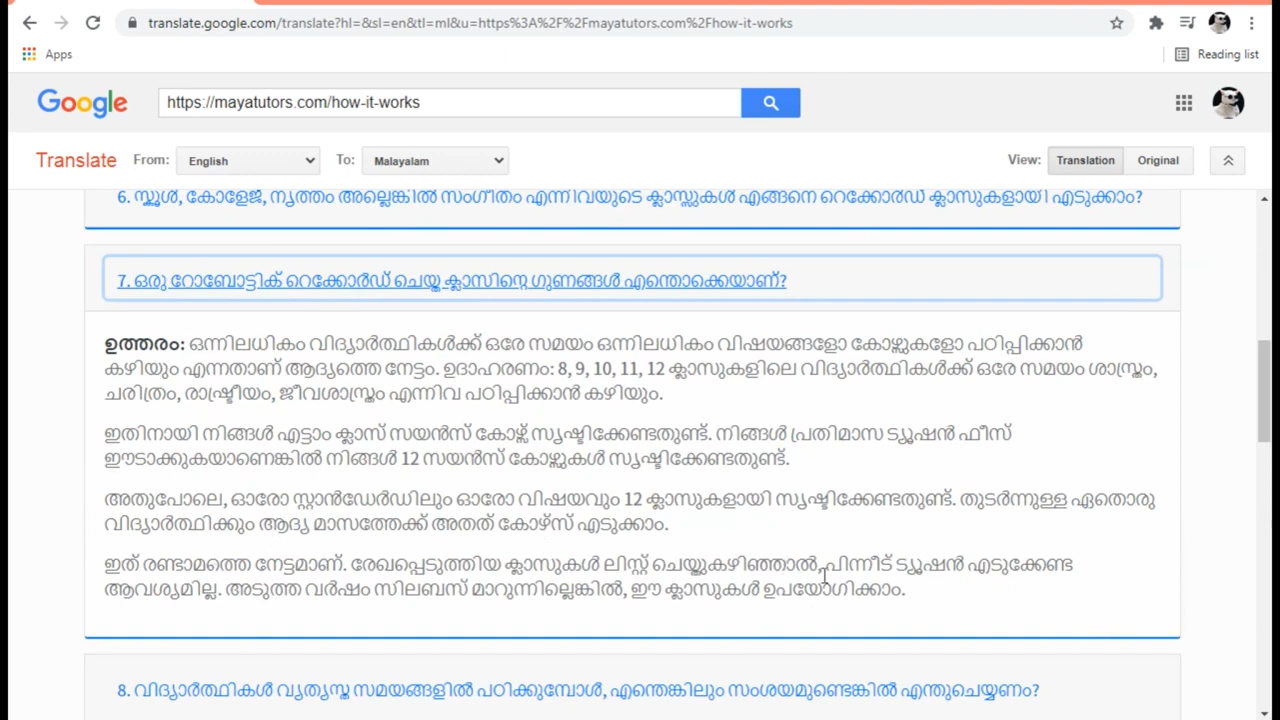 translate.google.com/translate?hl=&sl=en&tl=ml&u=https%3A%2F%2Fmayatutors.com%2Fhow-it-works
Apps
Reading list
Google
https://mayatutors.com/how-it-works
Translate From: English To: Malayalam View: Translation Original
6. സ്കൂൾ, കോളേജ്, നൃത്തം അല്ലെങ്കിൽ സംഗീതം എന്നിവയുടെ ക്ലാസ്സുകൾ എങ്ങനെ റെക്കോർഡ് ക്ലാസുകളായി എടുക്കാം?
7. ഒരു റോബോട്ടിക് റെക്കോർഡ് ചെയ്ത ക്ലാസിന്റെ ഗുണങ്ങൾ എന്തൊക്കെയാണ്?
ഉത്തരം: ഒന്നിലധികം വിദ്യാർത്ഥികൾക്ക് ഒരേ സമയം ഒന്നിലധികം വിഷയങ്ങളോ കോഴ്സുകളോ പഠിപ്പിക്കാൻ
കഴിയും എന്നതാണ് ആദ്യത്തെ നേട്ടം. ഉദാഹരണം: 8, 9, 10, 11, 12 ക്ലാസുകളിലെ വിദ്യാർത്ഥികൾക്ക് ഒരേ സമയം ശാസ്ത്രം,
ചരിത്രം, രാഷ്ട്രീയം, ജീവശാസ്ത്രം എന്നിവ പഠിപ്പിക്കാൻ കഴിയും.
ഇതിനായി നിങ്ങൾ എട്ടാം ക്ലാസ് സയൻസ് കോഴ്സ് സൃഷ്ടിക്കേണ്ടതുണ്ട്. നിങ്ങൾ പ്രതിമാസ ട്യൂഷൻ ഫീസ്
ഈടാക്കുകയാണെങ്കിൽ നിങ്ങൾ 12 സയൻസ് കോഴ്സുകൾ സൃഷ്ടിക്കേണ്ടതുണ്ട്.
അതുപോലെ, ഓരോ സ്റ്റാൻഡേർഡിലും ഓരോ വിഷയവും 12 ക്ലാസുകളായി സൃഷ്ടിക്കേണ്ടതുണ്ട്. തുടർന്നുള്ള ഏതൊരു
വിദ്യാർത്ഥിക്കും ആദ്യ മാസത്തേക്ക് അതത് കോഴ്സ് എടുക്കാം.
ഇത് രണ്ടാമത്തെ നേട്ടമാണ്. രേഖപ്പെടുത്തിയ ക്ലാസുകൾ ലിസ്റ്റ് ചെയ്തുകഴിഞ്ഞാൽ, പിന്നീട് ട്യൂഷൻ എടുക്കേണ്ട
ആവശ്യമില്ല. അടുത്ത വർഷം സിലബസ് മാറുന്നില്ലെങ്കിൽ, ഈ ക്ലാസുകൾ ഉപയോഗിക്കാം.
8. വിദ്യാർത്ഥികൾ വ്യത്യസ്ത സമയങ്ങളിൽ പഠിക്കുമ്പോൾ, എന്തെങ്കിലും സംശയമുണ്ടെങ്കിൽ എന്തുചെയ്യണം?